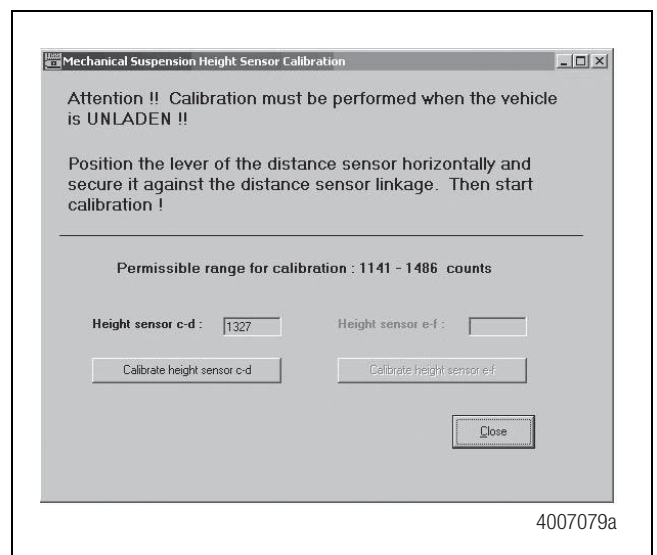 Mechanical Suspension Height Sensor Calibration
Attention !! Calibration must be performed when the vehicle
is UNLADEN !!
Position the lever of the distance sensor horizontally and
secure it against the distance sensor linkage. Then start
calibration !
Permissible range for calibration : 1141 - 1486 counts
Height sensor c-d : 1327 Height sensor e-f :
Calibrate height sensor c-d Calibrate height sensor e-f
Close
4007079a